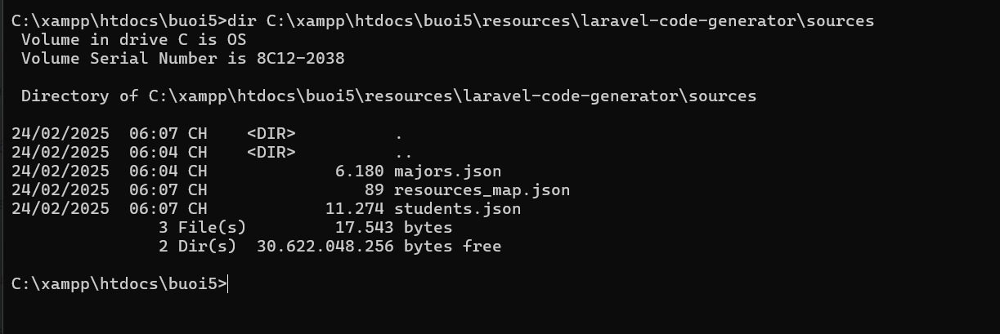 C:\xampp\htdocs\buoi5>dir C:\xampp\htdocs\buoi5\resources\laravel-code-generator\sources
 Volume in drive C is OS
 Volume Serial Number is 8C12-2038

 Directory of C:\xampp\htdocs\buoi5\resources\laravel-code-generator\sources

24/02/2025  06:07 CH    <DIR>          .
24/02/2025  06:04 CH    <DIR>          ..
24/02/2025  06:04 CH             6.180 majors.json
24/02/2025  06:07 CH                89 resources_map.json
24/02/2025  06:07 CH            11.274 students.json
               3 File(s)         17.543 bytes
               2 Dir(s)  30.622.048.256 bytes free

C:\xampp\htdocs\buoi5>